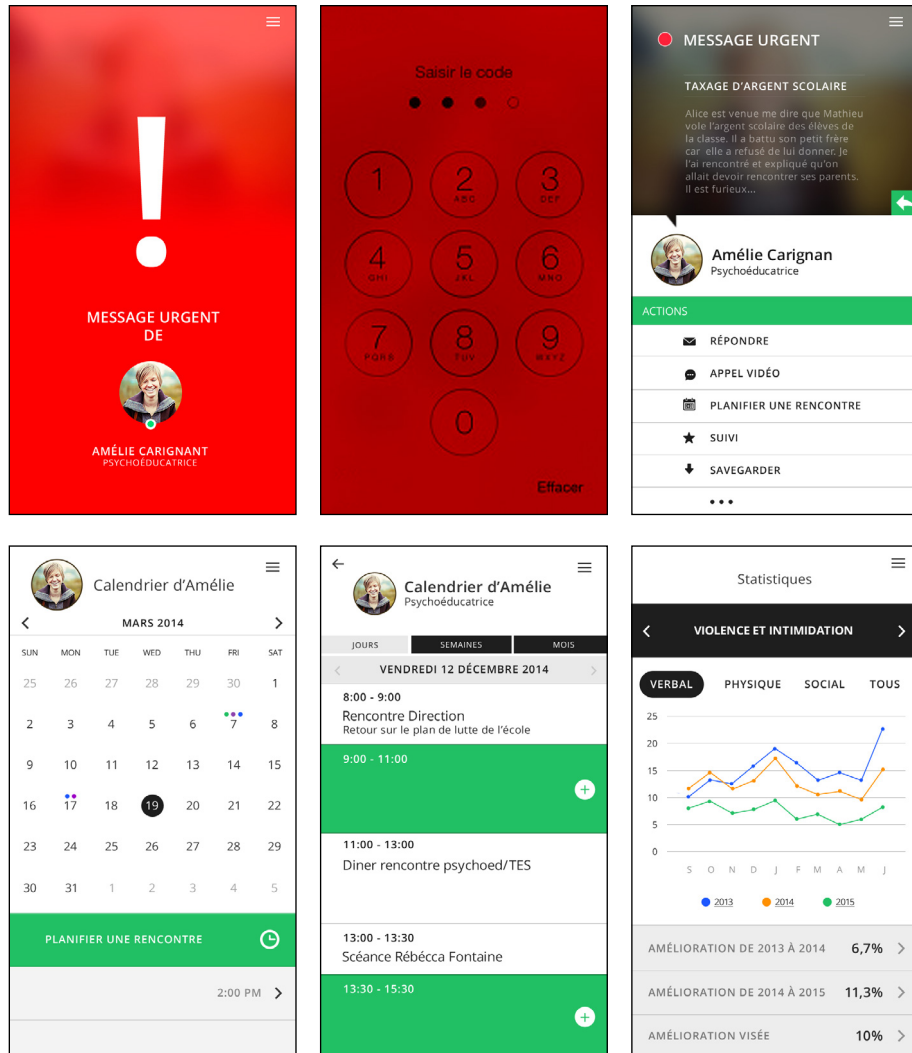 MESSAGE URGENT
DE
AMÉLIE CARIGNANT
PSYCHOÉDUCATRICE
Saisir le code
1
2
ABC
3
DEF
4
GHI
5
JKL
6
MNO
7
PQRS
8
TUV
9
WXYZ
0
Effacer
MESSAGE URGENT
TAXAGE D'ARGENT SCOLAIRE
Alice est venue me dire que Mathieu
vole l'argent scolaire des élèves de
la classe. Il a battu son petit frère
car elle a refusé de lui donner. Je
l'ai rencontré et expliqué qu'on
allait devoir rencontrer ses parents.
Il est furieux...
Amélie Carignan
Psychoéducatrice
ACTIONS
RÉPONDRE
APPEL VIDÉO
PLANIFIER UNE RENCONTRE
SUIVI
SAVEGARDER
Calendrier d'Amélie
MARS 2014
SUN MON TUE WED THU FRI SAT
25 26 27 28 29 30 1
2 3 4 5 6 7 8
9 10 11 12 13 14 15
16 17 18 19 20 21 22
23 24 25 26 27 28 29
30 31 1 2 3 4 5
PLANIFIER UNE RENCONTRE
2:00 PM
Calendrier d'Amélie
Psychoéducatrice
JOURS SEMAINES MOIS
VENDREDI 12 DÉCEMBRE 2014
8:00 - 9:00
Rencontre Direction
Retour sur le plan de lutte de l'école
9:00 - 11:00
11:00 - 13:00
Diner rencontre psychoed/TES
13:00 - 13:30
Scéance Rébécca Fontaine
13:30 - 15:30
Statistiques
VIOLENCE ET INTIMIDATION
VERBAL PHYSIQUE SOCIAL TOUS
25
20
15
10
5
0
S O N D J F M A M J
2013 2014 2015
AMÉLIORATION DE 2013 À 2014 6,7%
AMÉLIORATION DE 2014 À 2015 11,3%
AMÉLIORATION VISÉE 10%